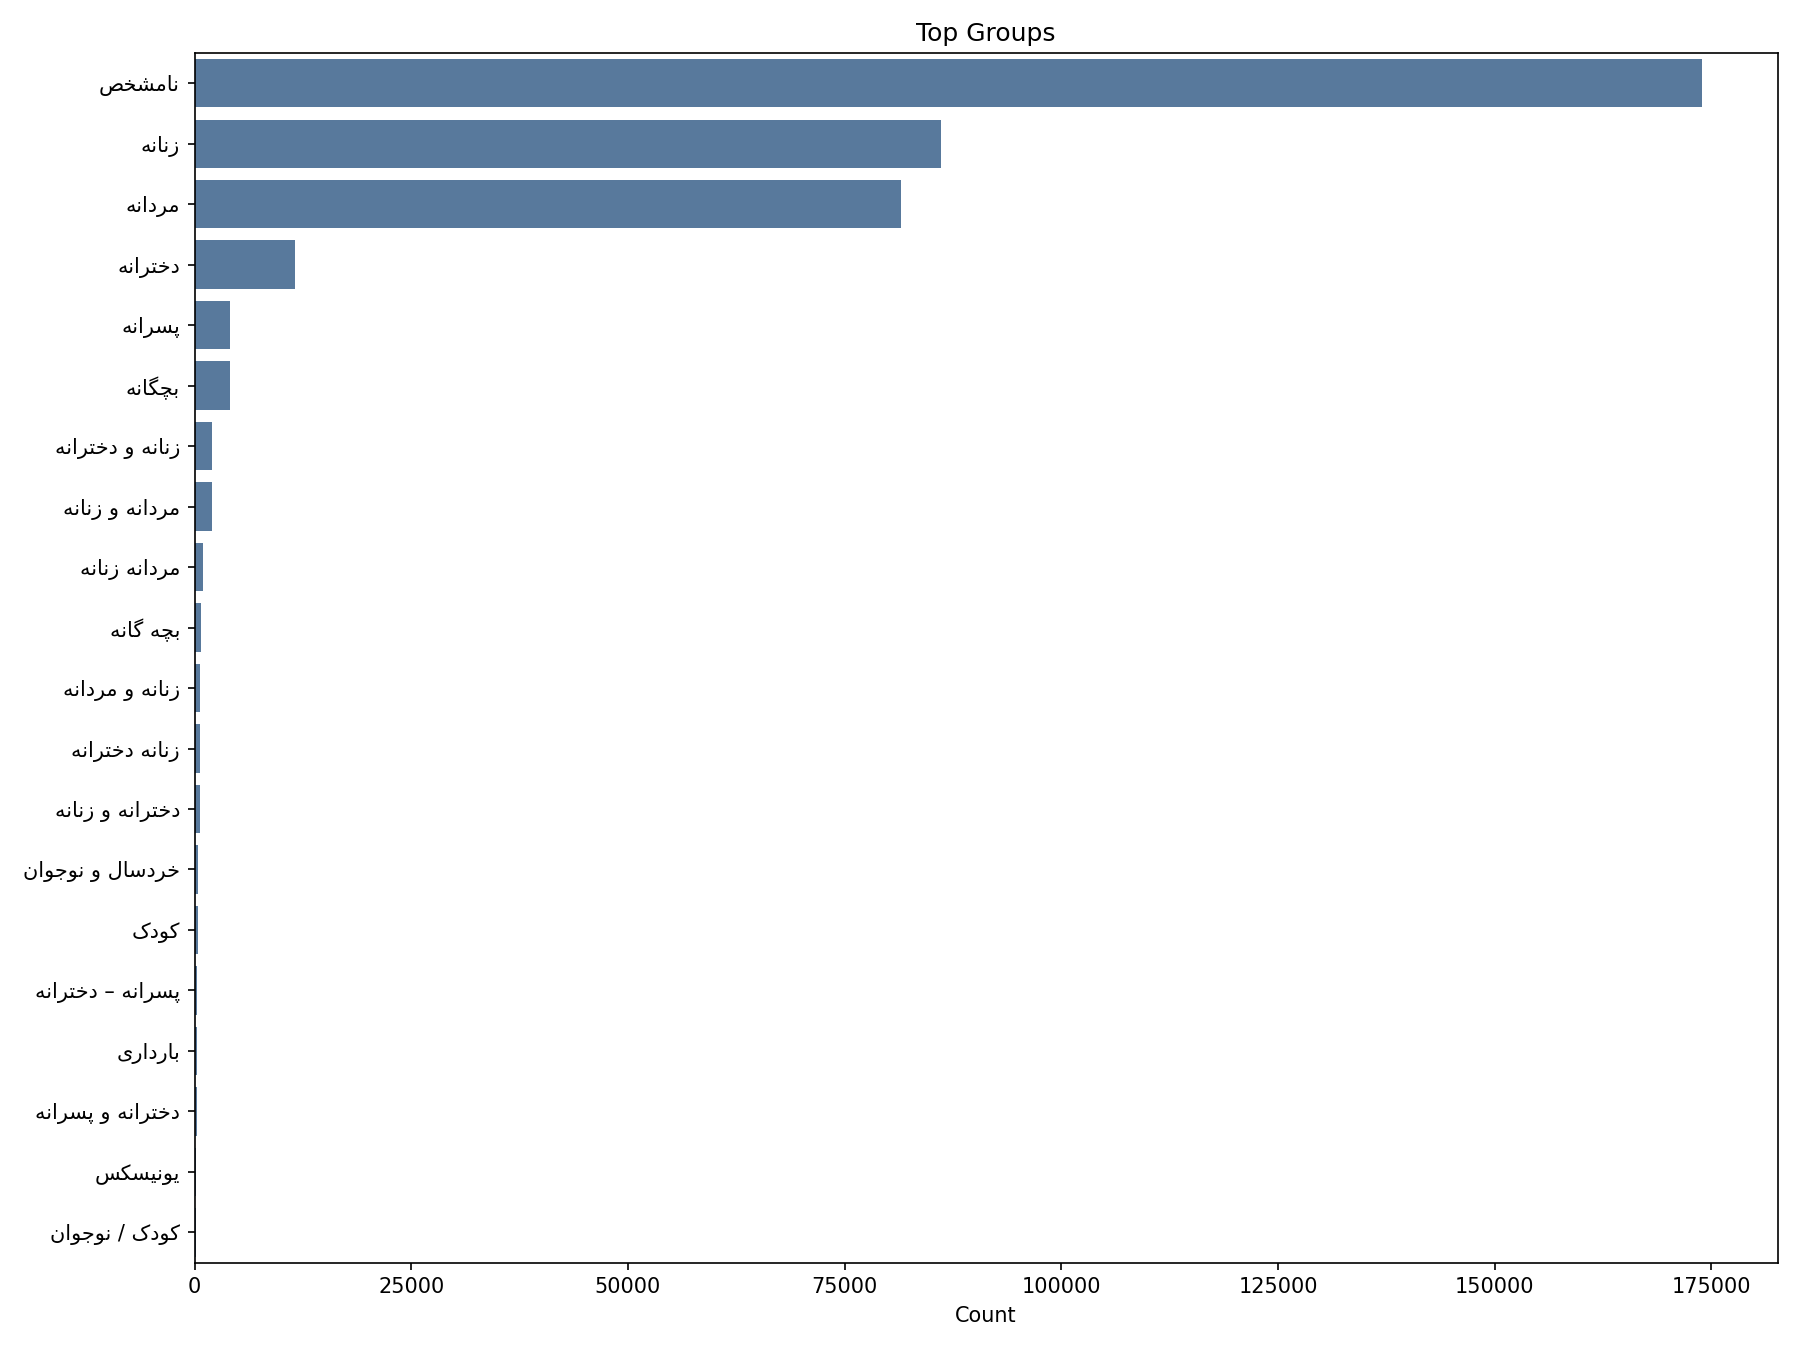 Top Groups
نامشخص
زنانه
مردانه
دخترانه
پسرانه
بچگانه
زنانه و دخترانه
مردانه و زنانه
مردانه زنانه
بچه گانه
زنانه و مردانه
زنانه دخترانه
دخترانه و زنانه
خردسال و نوجوان
کودک
پسرانه – دخترانه
بارداری
دخترانه و پسرانه
یونیسکس
کودک / نوجوان
0 25000 50000 75000 100000 125000 150000 175000
Count